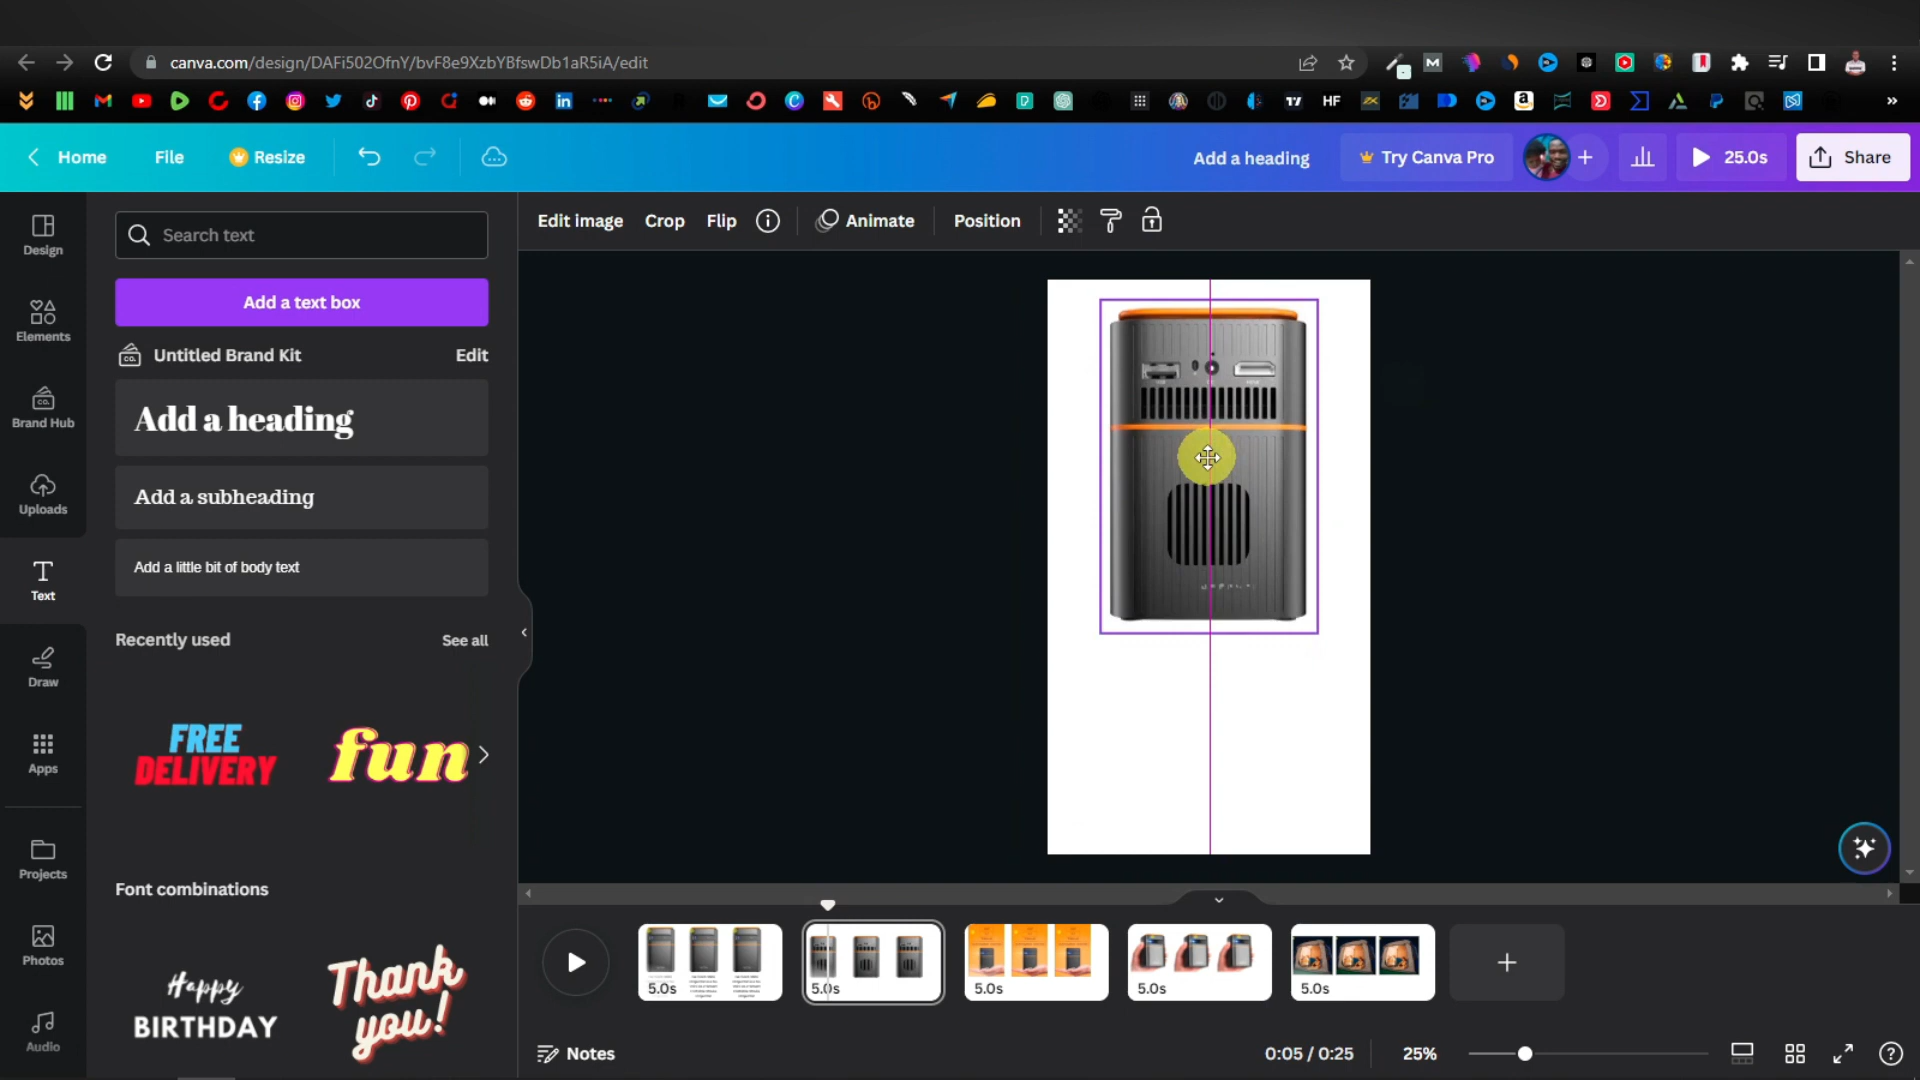 canva.com/design/DAFi502OfnY/bvF8e9XzbYBfswDb1aR5iA/edit
Home
File
Resize
Add a heading
Try Canva Pro
25.0s
Share
Edit image
Crop
Flip
Animate
Position
Design
Elements
Brand Hub
Uploads
Text
Draw
Apps
Projects
Photos
Audio
Search text
Add a text box
Untitled Brand Kit
Edit
Add a heading
Add a subheading
Add a little bit of body text
Recently used
See all
FREE
DELIVERY
fun
Font combinations
Happy
BIRTHDAY
Thank
you!
5.0s
5.0s
5.0s
5.0s
5.0s
Notes
0:05 / 0:25
25%